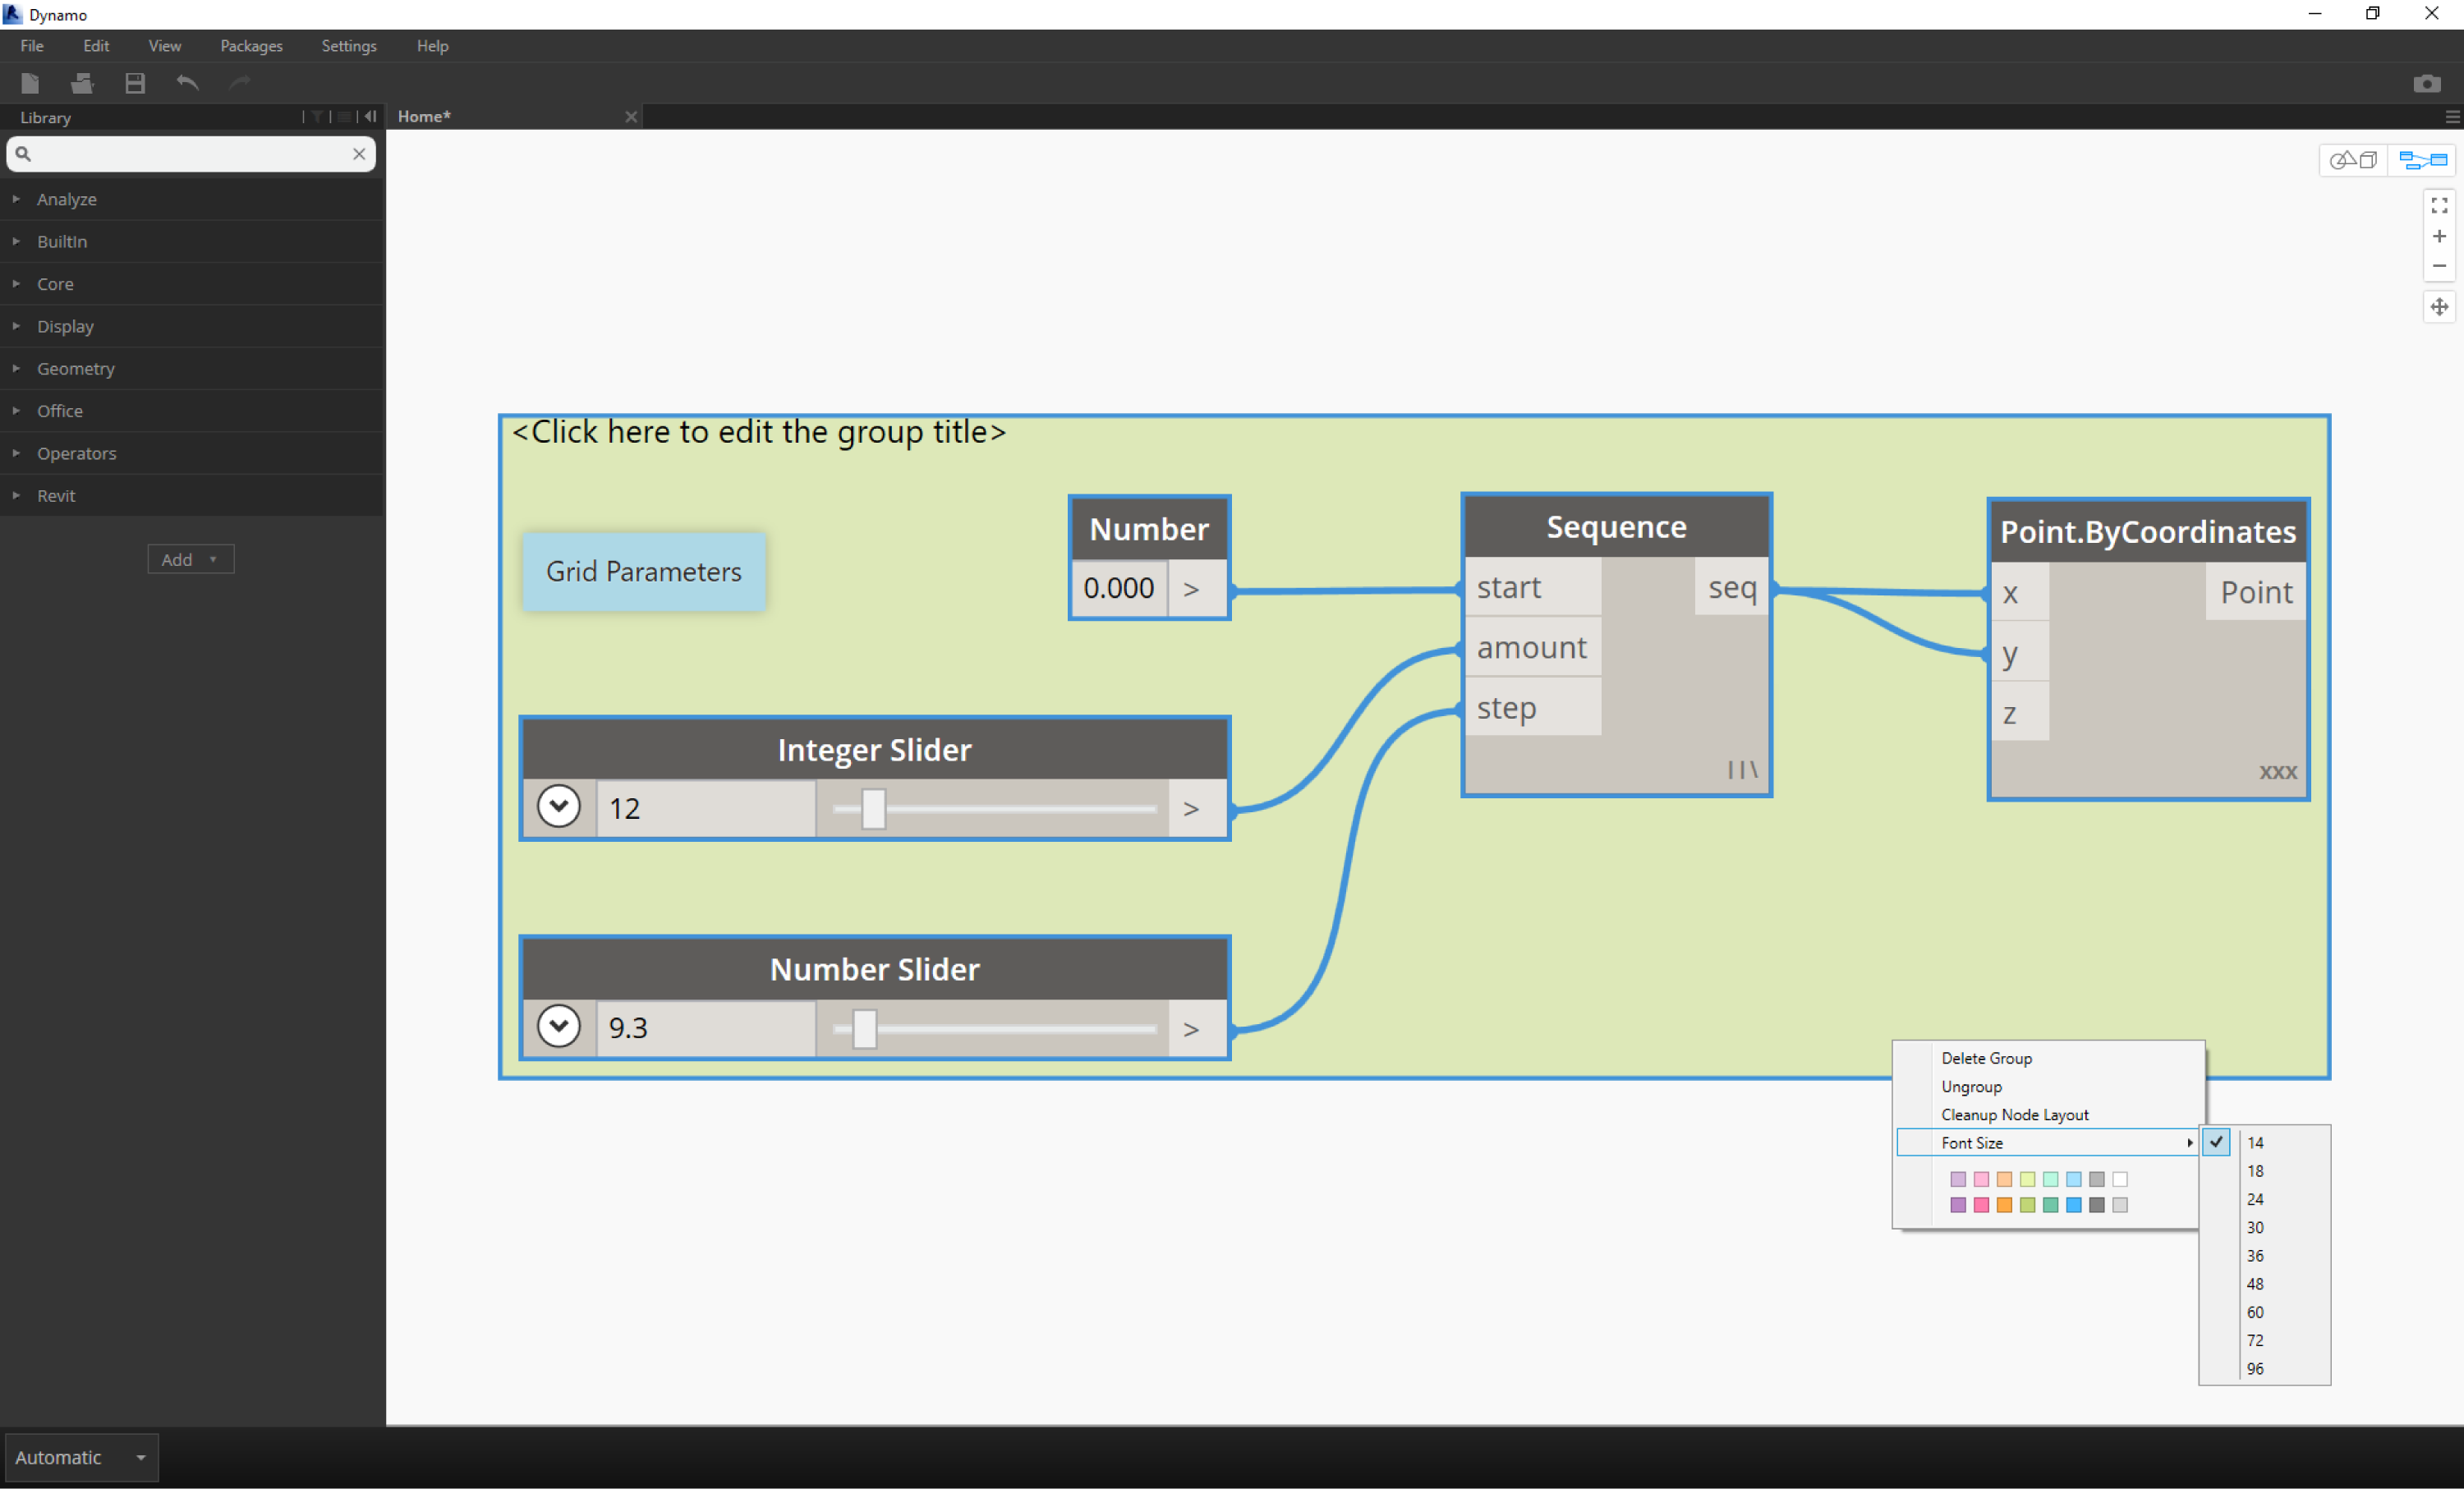 Dynamo
File Edit View Packages Settings Help
Library
Home*
Analyze
BuiltIn
Core
Display
Geometry
Office
Operators
Revit
Add
<Click here to edit the group title>
Grid Parameters
Number
0.000 >
Sequence
start seq
amount
step
| | \
Point.ByCoordinates
x Point
y
z
xxx
Integer Slider
12 >
Number Slider
9.3 >
Delete Group
Ungroup
Cleanup Node Layout
Font Size
14
18
24
30
36
48
60
72
96
Automatic